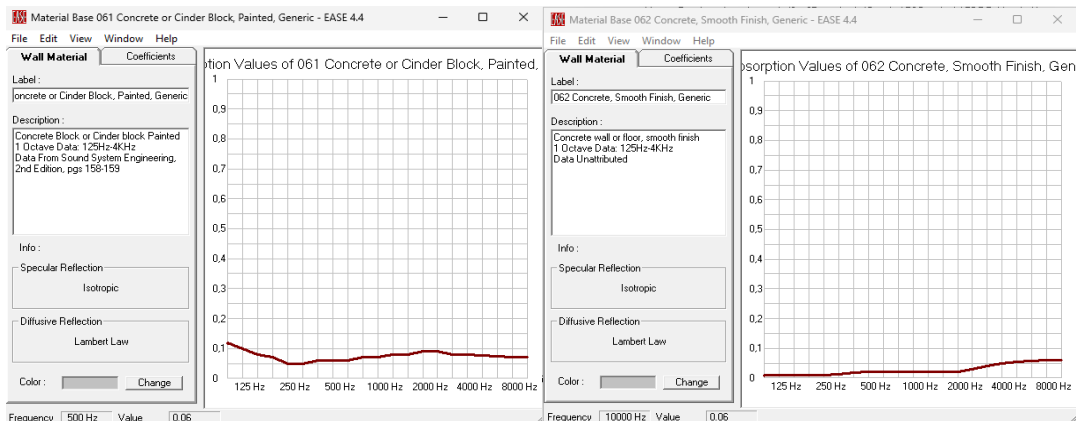 Material Base 061 Concrete or Cinder Block, Painted, Generic - EASE 4.4
File Edit View Window Help
Wall Material Coefficients
Label :
oncrete or Cinder Block, Painted, Generic
Description :
Concrete Block or Cinder block Painted
1 Octave Data: 125Hz-4KHz
Data From Sound System Engineering,
2nd Edition, pgs 158-159
Info :
Specular Reflection
Isotropic
Diffusive Reflection
Lambert Law
Color : Change
Frequency 500 Hz Value 0.06
ption Values of 061 Concrete or Cinder Block, Painted,
1
0,9
0,8
0,7
0,6
0,5
0,4
0,3
0,2
0,1
0
125 Hz 250 Hz 500 Hz 1000 Hz 2000 Hz 4000 Hz 8000 Hz
Material Base 062 Concrete, Smooth Finish, Generic - EASE 4.4
File Edit View Window Help
Wall Material Coefficients
Label :
062 Concrete, Smooth Finish, Generic
Description :
Concrete wall or floor, smooth finish
1 Octave Data: 125Hz-4KHz
Data Unattributed
Info :
Specular Reflection
Isotropic
Diffusive Reflection
Lambert Law
Color : Change
Frequency 10000 Hz Value 0.06
bsorption Values of 062 Concrete, Smooth Finish, Gen
1
0,9
0,8
0,7
0,6
0,5
0,4
0,3
0,2
0,1
0
125 Hz 250 Hz 500 Hz 1000 Hz 2000 Hz 4000 Hz 8000 Hz